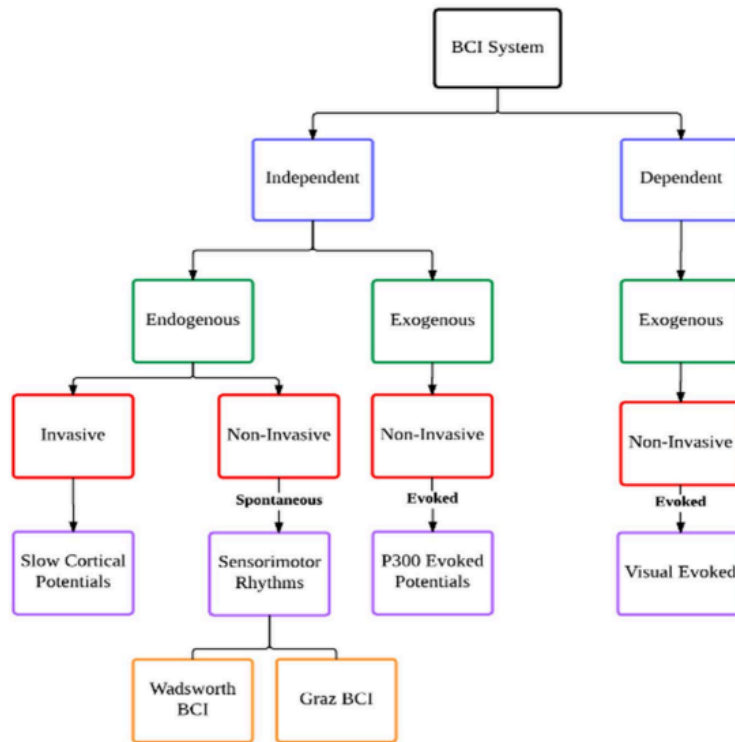 BCI System
Independent
Dependent
Endogenous
Exogenous
Exogenous
Invasive
Non-Invasive
Non-Invasive
Non-Invasive
Spontaneous
Evoked
Evoked
Slow Cortical
Potentials
Sensorimotor
Rhythms
P300 Evoked
Potentials
Visual Evoked
Wadsworth
BCI
Graz BCI